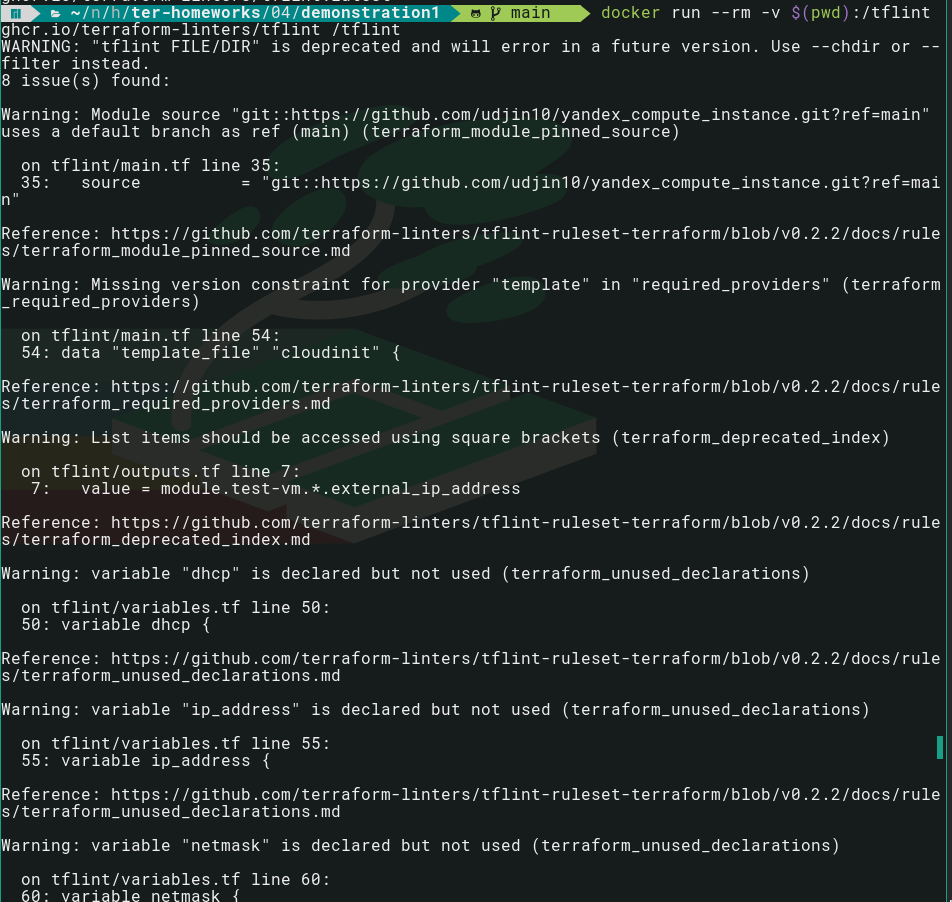 ~/n/h/ter-homeworks/04/demonstration1 main docker run --rm -v $(pwd):/tflint
ghcr.io/terraform-linters/tflint /tflint
WARNING: "tflint FILE/DIR" is deprecated and will error in a future version. Use --chdir or --
filter instead.
8 issue(s) found:
Warning: Module source "git::https://github.com/udjin10/yandex_compute_instance.git?ref=main"
uses a default branch as ref (main) (terraform_module_pinned_source)
on tflint/main.tf line 35:
35:   source          = "git::https://github.com/udjin10/yandex_compute_instance.git?ref=mai
n"
Reference: https://github.com/terraform-linters/tflint-ruleset-terraform/blob/v0.2.2/docs/rule
s/terraform_module_pinned_source.md
Warning: Missing version constraint for provider "template" in "required_providers" (terraform
_required_providers)
on tflint/main.tf line 54:
54: data "template_file" "cloudinit" {
Reference: https://github.com/terraform-linters/tflint-ruleset-terraform/blob/v0.2.2/docs/rule
s/terraform_required_providers.md
Warning: List items should be accessed using square brackets (terraform_deprecated_index)
on tflint/outputs.tf line 7:
7:   value = module.test-vm.*.external_ip_address
Reference: https://github.com/terraform-linters/tflint-ruleset-terraform/blob/v0.2.2/docs/rule
s/terraform_deprecated_index.md
Warning: variable "dhcp" is declared but not used (terraform_unused_declarations)
on tflint/variables.tf line 50:
50: variable dhcp {
Reference: https://github.com/terraform-linters/tflint-ruleset-terraform/blob/v0.2.2/docs/rule
s/terraform_unused_declarations.md
Warning: variable "ip_address" is declared but not used (terraform_unused_declarations)
on tflint/variables.tf line 55:
55: variable ip_address {
Reference: https://github.com/terraform-linters/tflint-ruleset-terraform/blob/v0.2.2/docs/rule
s/terraform_unused_declarations.md
Warning: variable "netmask" is declared but not used (terraform_unused_declarations)
on tflint/variables.tf line 60:
60: variable netmask {